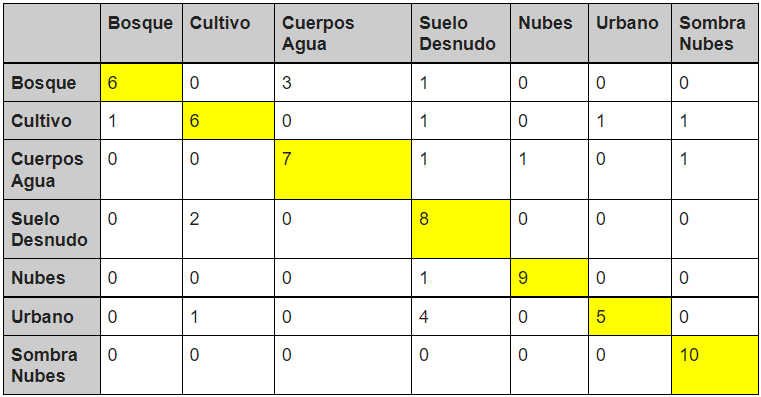 Bosque Cultivo Cuerpos Agua Suelo Desnudo Nubes Urbano Sombra Nubes
Bosque 6 0 3 1 0 0 0
Cultivo 1 6 0 1 0 1 1
Cuerpos Agua 0 0 7 1 1 0 1
Suelo Desnudo 0 2 0 8 0 0 0
Nubes 0 0 0 1 9 0 0
Urbano 0 1 0 4 0 5 0
Sombra Nubes 0 0 0 0 0 0 10